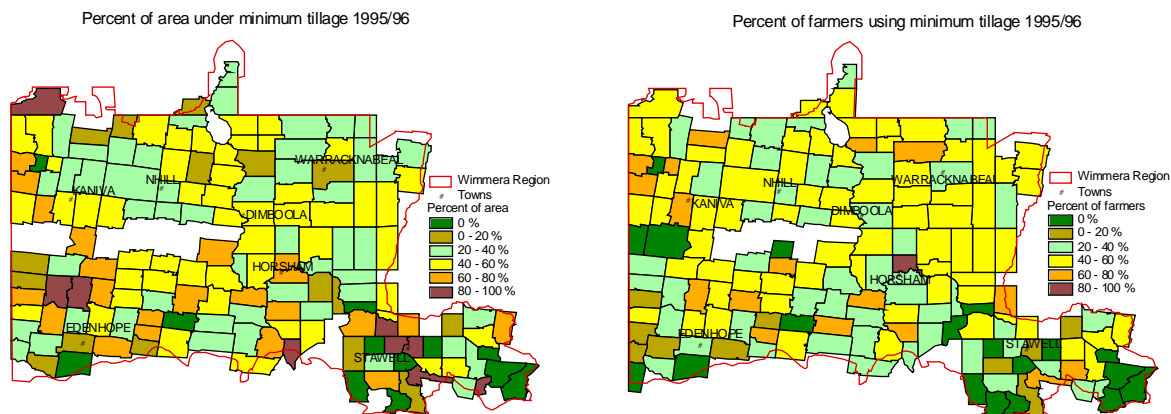 Percent of area under minimum tillage 1995/96
WARRACKNABEAL
NHILL
KANIVA
DIMBOOLA
HORSHAM
EDENHOPE
STAWELL
Wimmera Region
# Towns
Percent of area
0 %
0 - 20 %
20 - 40 %
40 - 60 %
60 - 80 %
80 - 100 %
Percent of farmers using minimum tillage 1995/96
WARRACKNABEAL
NHILL
KANIVA
DIMBOOLA
HORSHAM
EDENHOPE
STAWELL
Wimmera Region
# Towns
Percent of farmers
0 %
0 - 20 %
20 - 40 %
40 - 60 %
60 - 80 %
80 - 100 %